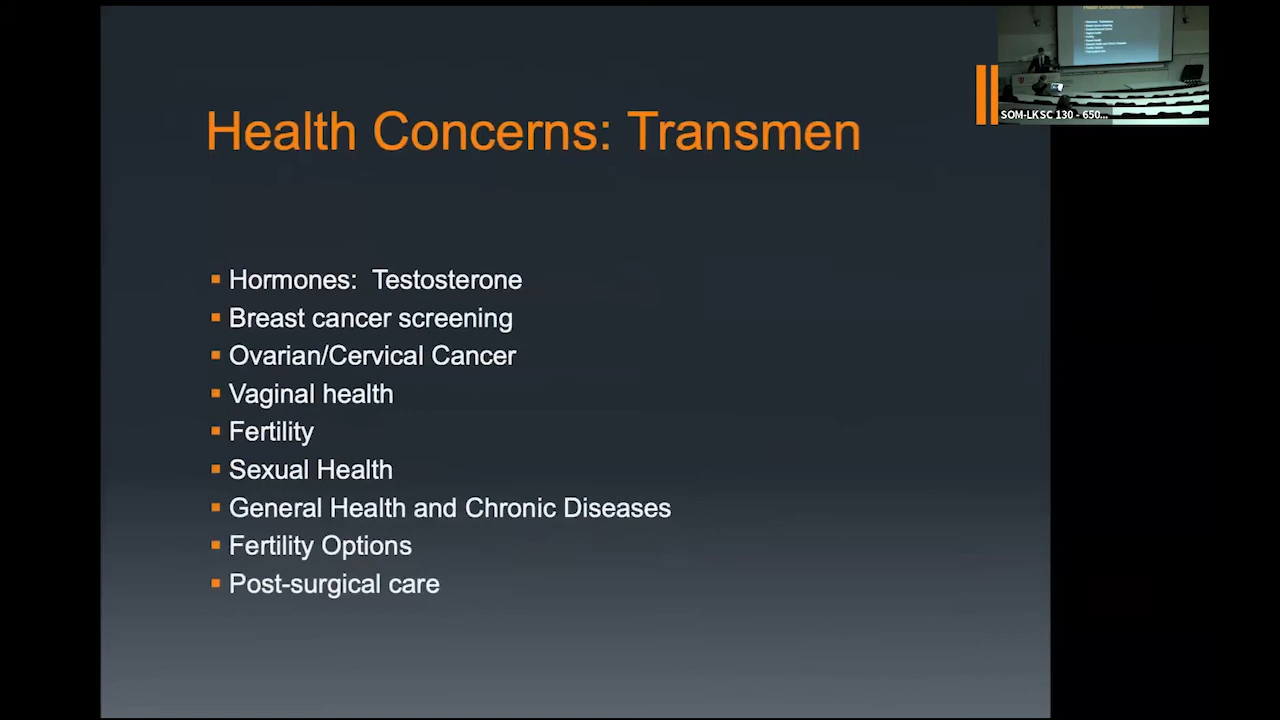 Health Concerns: Transmen
Hormones: Testosterone
Breast cancer screening
Ovarian/Cervical Cancer
Vaginal health
Fertility
Sexual Health
General Health and Chronic Diseases
Fertility Options
Post-surgical care
SOM-LKSC 130 - 650...